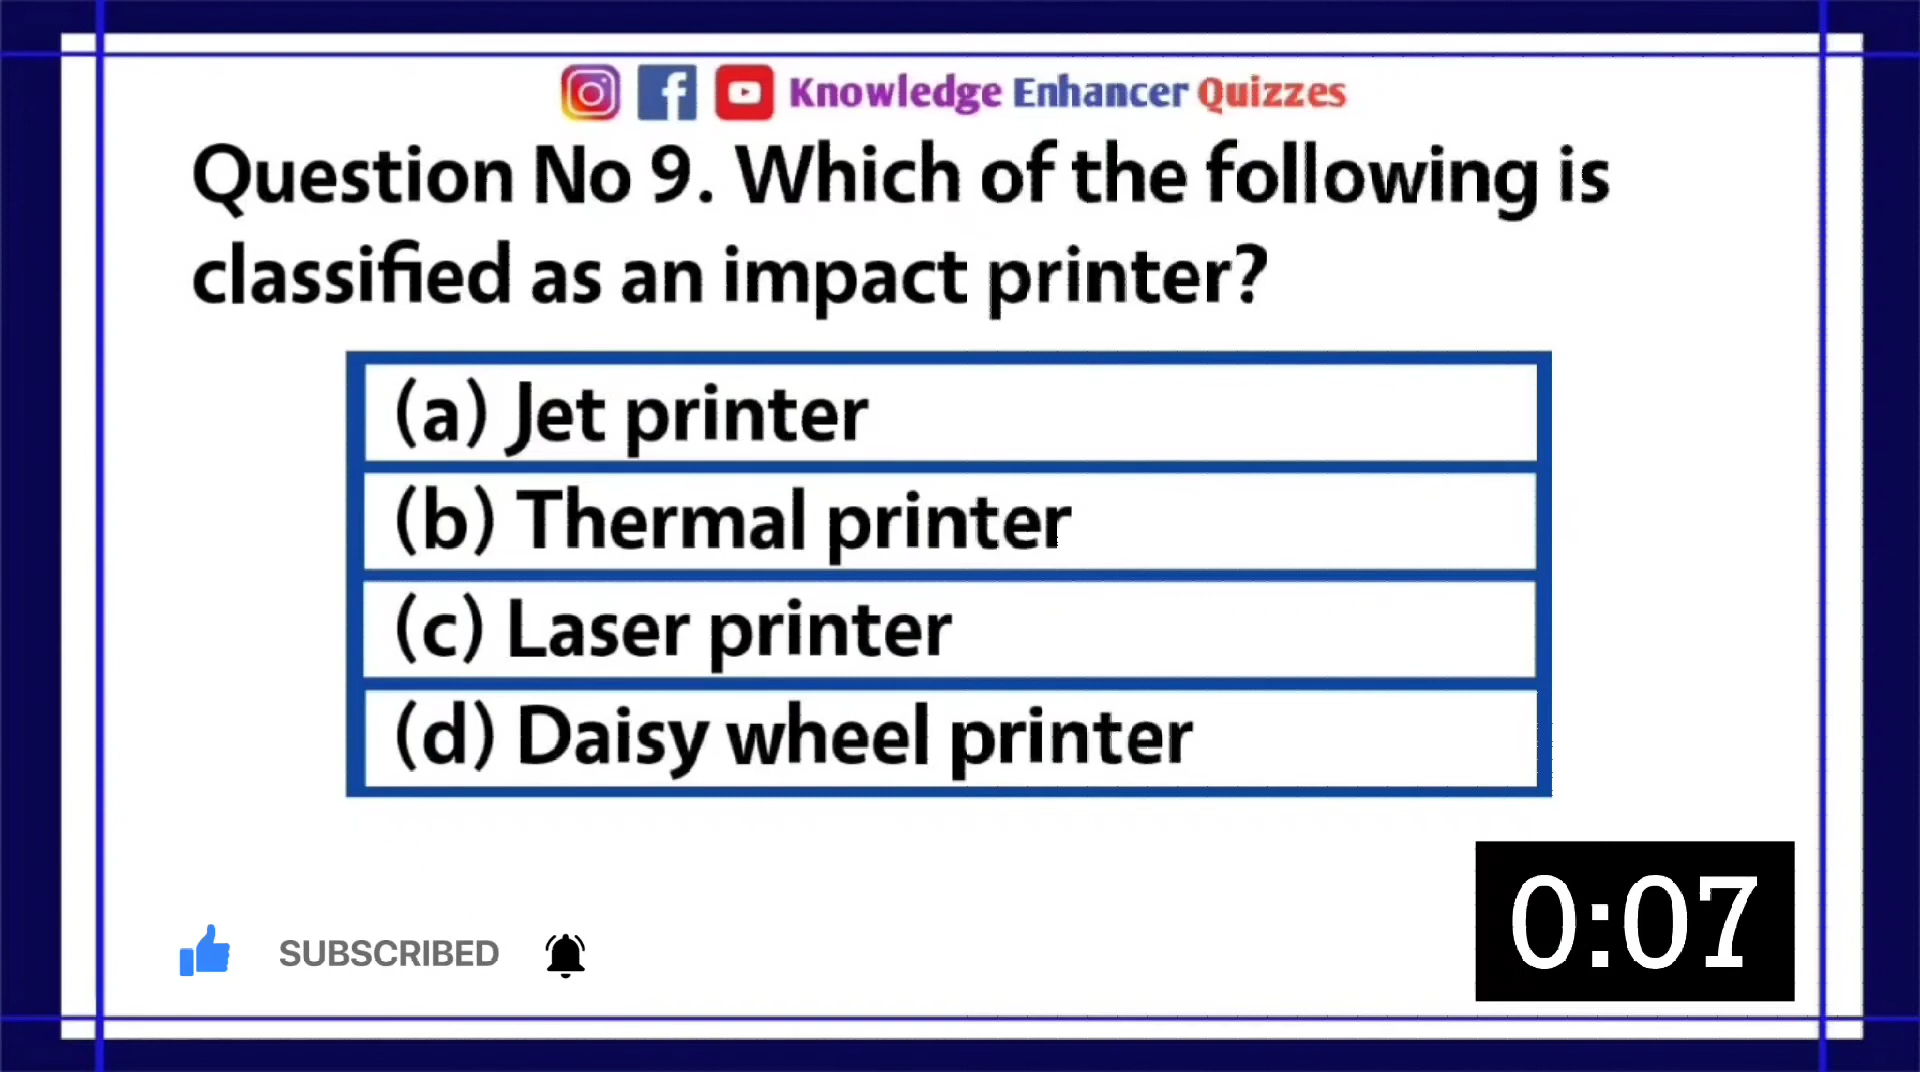 Knowledge Enhancer Quizzes
Question No 9. Which of the following is
classified as an impact printer?
(a) Jet printer
(b) Thermal printer
(c) Laser printer
(d) Daisy wheel printer
SUBSCRIBED
0:07